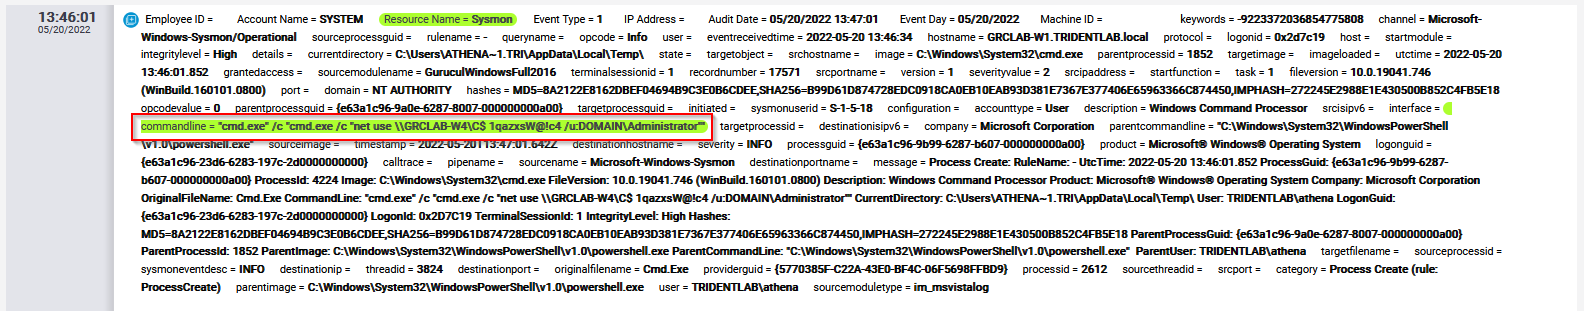 13:46:01
05/20/2022
Employee ID = Account Name = SYSTEM Resource Name = Sysmon Event Type = 1 IP Address = Audit Date = 05/20/2022 13:47:01 Event Day = 05/20/2022 Machine ID = keywords = -9223372036854775808 channel = Microsoft-
Windows-Sysmon/Operational sourceprocessguid = rulename = - queryname = opcode = Info user = eventreceivedtime = 2022-05-20 13:46:34 hostname = GRCLAB-W1.TRIDENTLAB.local protocol = logonid = 0x2d7c19 host = startmodule =
integritylevel = High details = currentdirectory = C:\Users\ATHENA~1.TRI\AppData\Local\Temp\ state = targetobject = srchostname = image = C:\Windows\System32\cmd.exe parentprocessid = 1852 targetimage = imageloaded = utctime = 2022-05-20
13:46:01.852 grantedaccess = sourcemodulename = GuruculWindowsFull2016 terminalsessionid = 1 recordnumber = 17571 srcportname = version = 1 severityvalue = 2 srcipaddress = startfunction = task = 1 fileversion = 10.0.19041.746
(WinBuild.160101.0800) port = domain = NT AUTHORITY hashes = MD5=8A2122E8162DBEF04694B9C3E0B6CDEE,SHA256=B99D61D874728EDC0918CA0EB10EAB93D381E7367E377406E65963366C874450,IMPHASH=272245E2988E1E430500B852C4FB5E18
opcodevalue = 0 parentprocessguid = {e63a1c96-9a0e-6287-8007-000000000a00} targetprocessguid = initiated = sysmonuserid = S-1-5-18 configuration = accounttype = User description = Windows Command Processor srcisipv6 = interface =
commandline = "cmd.exe" /c "cmd.exe /c "net use \\GRCLAB-W4\C$ 1qazxsW@!c4 /u:DOMAIN\Administrator"" targetprocessid = destinationisipv6 = company = Microsoft Corporation parentcommandline = "C:\Windows\System32\WindowsPowerShell
\v1.0\powershell.exe" sourceimage = timestamp = 2022-05-20T13:47:01.642Z destinationhostname = severity = INFO processguid = {e63a1c96-9b99-6287-b607-000000000a00} product = Microsoft® Windows® Operating System logonguid =
{e63a1c96-23d6-6283-197c-2d0000000000} calltrace = pipename = sourcename = Microsoft-Windows-Sysmon destinationportname = message = Process Create: RuleName: - UtcTime: 2022-05-20 13:46:01.852 ProcessGuid: {e63a1c96-9b99-6287-
b607-000000000a00} ProcessId: 4224 Image: C:\Windows\System32\cmd.exe FileVersion: 10.0.19041.746 (WinBuild.160101.0800) Description: Windows Command Processor Product: Microsoft® Windows® Operating System Company: Microsoft Corporation
OriginalFileName: Cmd.Exe CommandLine: "cmd.exe" /c "cmd.exe /c "net use \\GRCLAB-W4\C$ 1qazxsW@!c4 /u:DOMAIN\Administrator"" CurrentDirectory: C:\Users\ATHENA~1.TRI\AppData\Local\Temp\ User: TRIDENTLAB\athena LogonGuid:
{e63a1c96-23d6-6283-197c-2d0000000000} LogonId: 0x2D7C19 TerminalSessionId: 1 IntegrityLevel: High Hashes:
MD5=8A2122E8162DBEF04694B9C3E0B6CDEE,SHA256=B99D61D874728EDC0918CA0EB10EAB93D381E7367E377406E65963366C874450,IMPHASH=272245E2988E1E430500B852C4FB5E18 ParentProcessGuid: {e63a1c96-9a0e-6287-8007-000000000a00}
ParentProcessId: 1852 ParentImage: C:\Windows\System32\WindowsPowerShell\v1.0\powershell.exe ParentCommandLine: "C:\Windows\System32\WindowsPowerShell\v1.0\powershell.exe" ParentUser: TRIDENTLAB\athena targetfilename = sourceprocessid =
sysmoneventdesc = INFO destinationip = threadid = 3824 destinationport = originalfilename = Cmd.Exe providerguid = {5770385F-C22A-43E0-BF4C-06F5698FFBD9} processid = 2612 sourcethreadid = srcport = category = Process Create (rule:
ProcessCreate) parentimage = C:\Windows\System32\WindowsPowerShell\v1.0\powershell.exe user = TRIDENTLAB\athena sourcemoduletype = im_msvistalog